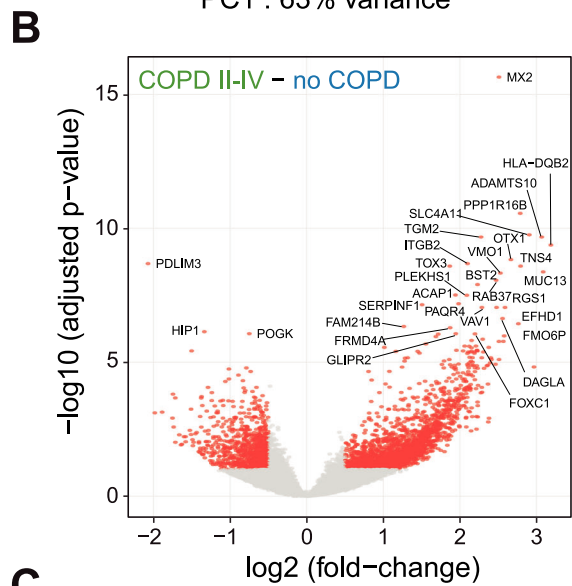 PC1 : 63% variance
B
COPD II-IV − no COPD
MX2
HLA-DQB2
ADAMTS10
PPP1R16B
SLC4A11
TGM2
OTX1
ITGB2
VMO1
TNS4
TOX3
BST2
PDLIM3
PLEKHS1
MUC13
ACAP1
RAB37
RGS1
SERPINF1
PAQR4
EFHD1
FAM214B
VAV1
HIP1
POGK
FRMD4A
FMO6P
GLIPR2
DAGLA
FOXC1
15
10
5
0
−log10 (adjusted p−value)
−2 −1 0 1 2 3
log2 (fold−change)